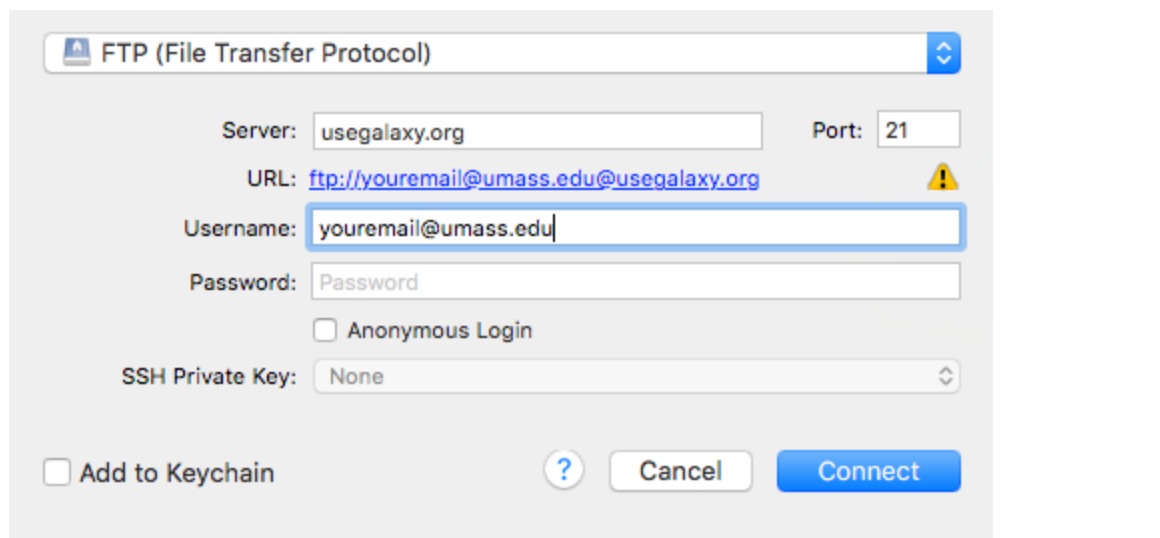 FTP (File Transfer Protocol)
Server: usegalaxy.org Port: 21
URL: ftp://youremail@umass.edu@usegalaxy.org
Username: youremail@umass.edu
Password: Password
Anonymous Login
SSH Private Key: None
Add to Keychain ? Cancel Connect